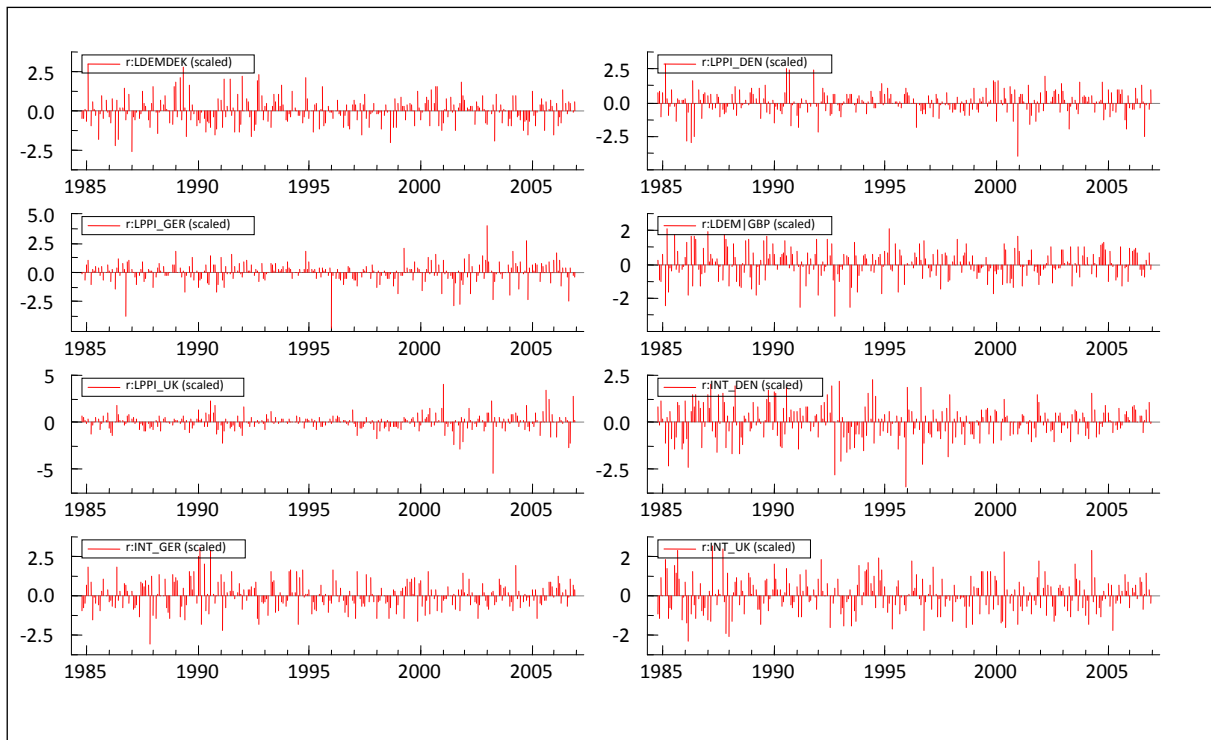 r:LDEMDEK (scaled)
2.5
0.0
-2.5
1985 1990 1995 2000 2005
r:LPPI_DEN (scaled)
2.5
0.0
-2.5
1985 1990 1995 2000 2005
5.0
r:LPPI_GER (scaled)
2.5
0.0
-2.5
1985 1990 1995 2000 2005
r:LDEM|GBP (scaled)
2
0
-2
1985 1990 1995 2000 2005
5
r:LPPI_UK (scaled)
0
-5
1985 1990 1995 2000 2005
2.5
r:INT_DEN (scaled)
0.0
-2.5
1985 1990 1995 2000 2005
r:INT_GER (scaled)
2.5
0.0
-2.5
1985 1990 1995 2000 2005
r:INT_UK (scaled)
2
0
-2
1985 1990 1995 2000 2005